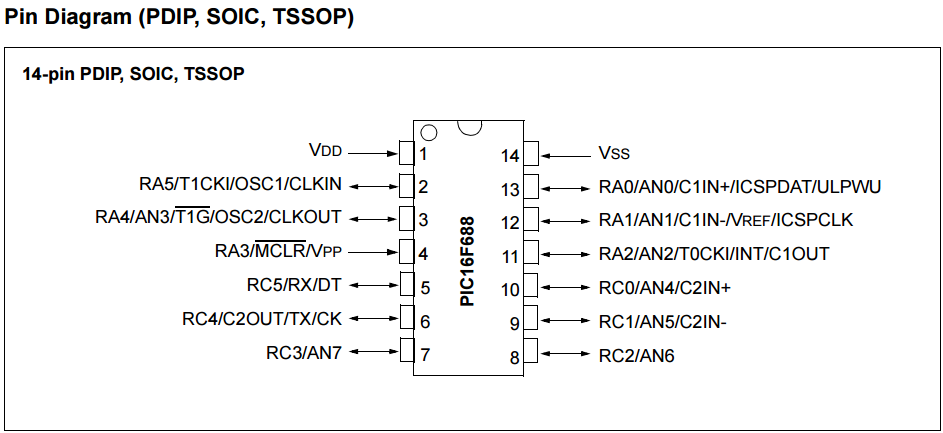 Pin Diagram (PDIP, SOIC, TSSOP)
14-pin PDIP, SOIC, TSSOP
VDD 1 14 VSS
RA5/T1CKI/OSC1/CLKIN 2 13 RA0/AN0/C1IN+/ICSPDAT/ULPWU
RA4/AN3/T1G/OSC2/CLKOUT 3 12 RA1/AN1/C1IN-/VREF/ICSPCLK
RA3/MCLR/VPP 4 11 RA2/AN2/T0CKI/INT/C1OUT
RC5/RX/DT 5 10 RC0/AN4/C2IN+
RC4/C2OUT/TX/CK 6 9 RC1/AN5/C2IN-
RC3/AN7 7 8 RC2/AN6
PIC16F688